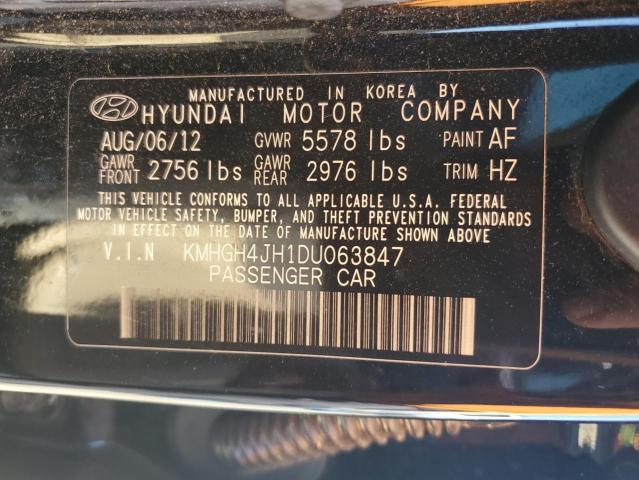 MANUFACTURED IN KOREA BY
HYUNDAI MOTOR COMPANY
AUG/06/12 GVWR 5578 lbs PAINT AF
GAWR FRONT 2756 lbs GAWR REAR 2976 lbs TRIM HZ
THIS VEHICLE CONFORMS TO ALL APPLICABLE U.S.A. FEDERAL
MOTOR VEHICLE SAFETY, BUMPER, AND THEFT PREVENTION STANDARDS
IN EFFECT ON THE DATE OF MANUFACTURE SHOWN ABOVE
V.I.N KMHGH4JH1DU063847
PASSENGER CAR